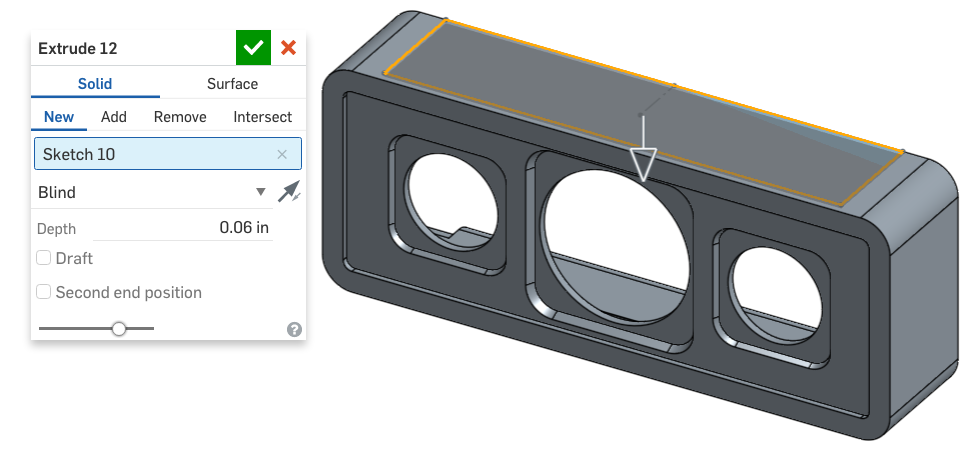 Extrude 12
Solid Surface
New Add Remove Intersect
Sketch 10
Blind
Depth 0.06 in
Draft
Second end position